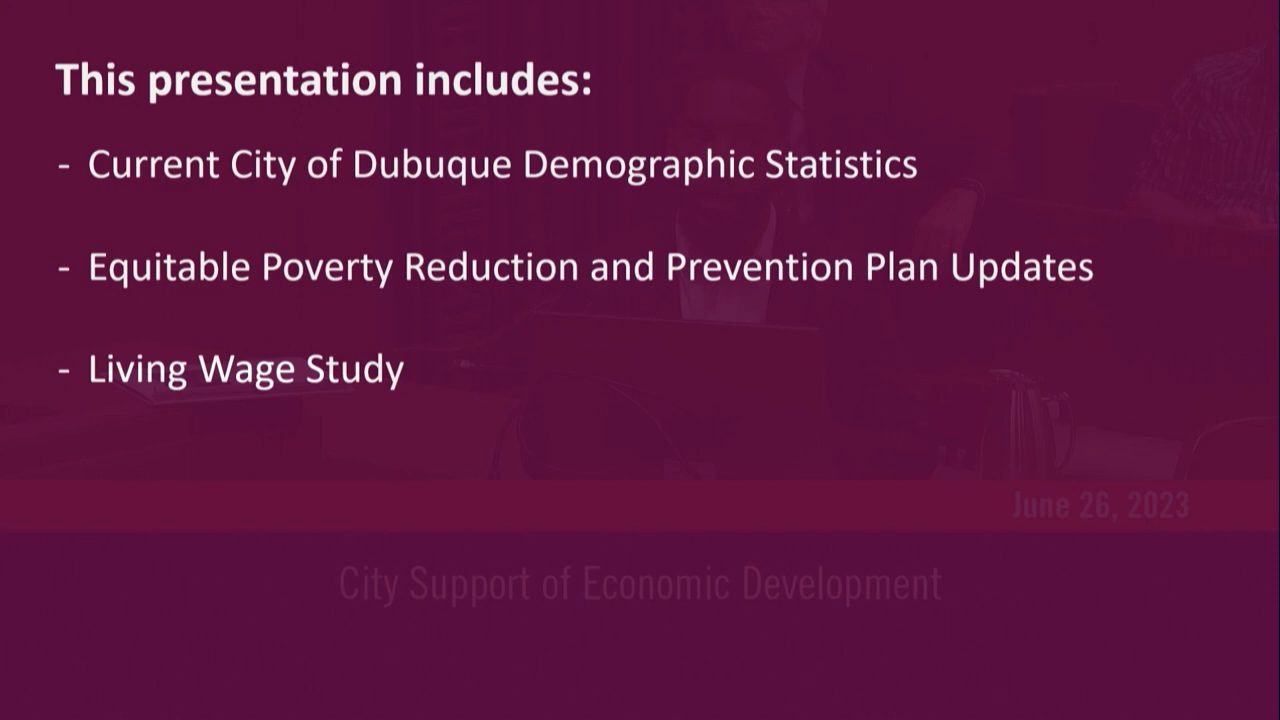 This presentation includes:
- Current City of Dubuque Demographic Statistics
- Equitable Poverty Reduction and Prevention Plan Updates
- Living Wage Study
June 26, 2023
City Support of Economic Development